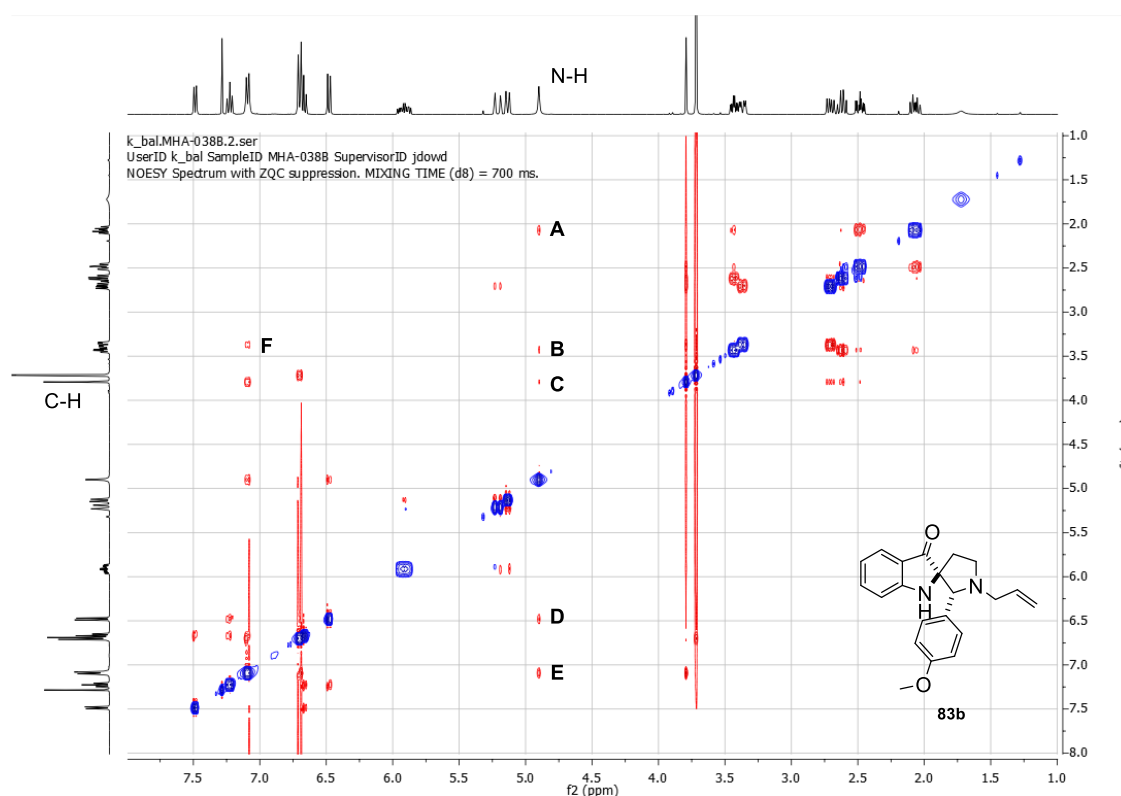 N-H
k_bal.MHA-038B.2.ser
UserID k_bal SampleID MHA-038B SupervisorID jdowd
NOESY Spectrum with ZQC suppression. MIXING TIME (d8) = 700 ms.
1.0
1.5
A
2.0
2.5
3.0
F
B
3.5
C
C-H
4.0
4.5
5.0
5.5
O
6.0
N
N
H
D
6.5
E
7.0
O
83b
7.5
8.0
7.5 7.0 6.5 6.0 5.5 5.0 4.5 4.0 3.5 3.0 2.5 2.0 1.5 1.0
f2 (ppm)